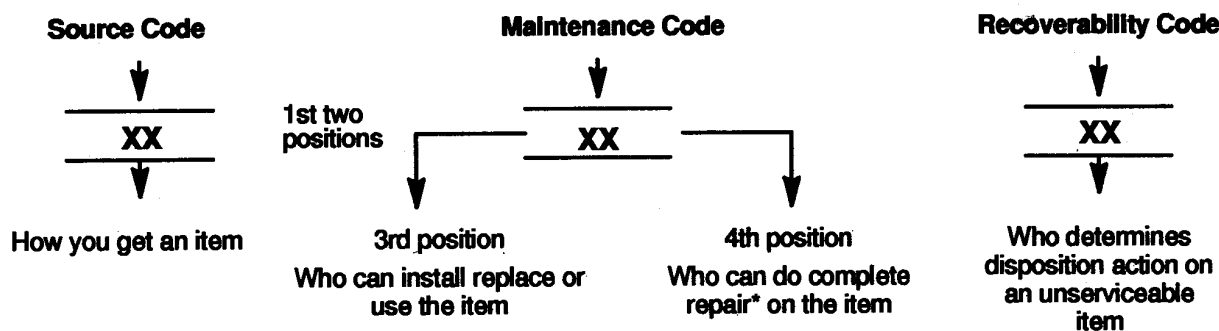 Source Code
XX
How you get an item
1st two
positions
Maintenance Code
XX
3rd position
Who can install replace or
use the item
4th position
Who can do complete
repair* on the item
Recoverability Code
XX
Who determines
disposition action on
an unserviceable
item